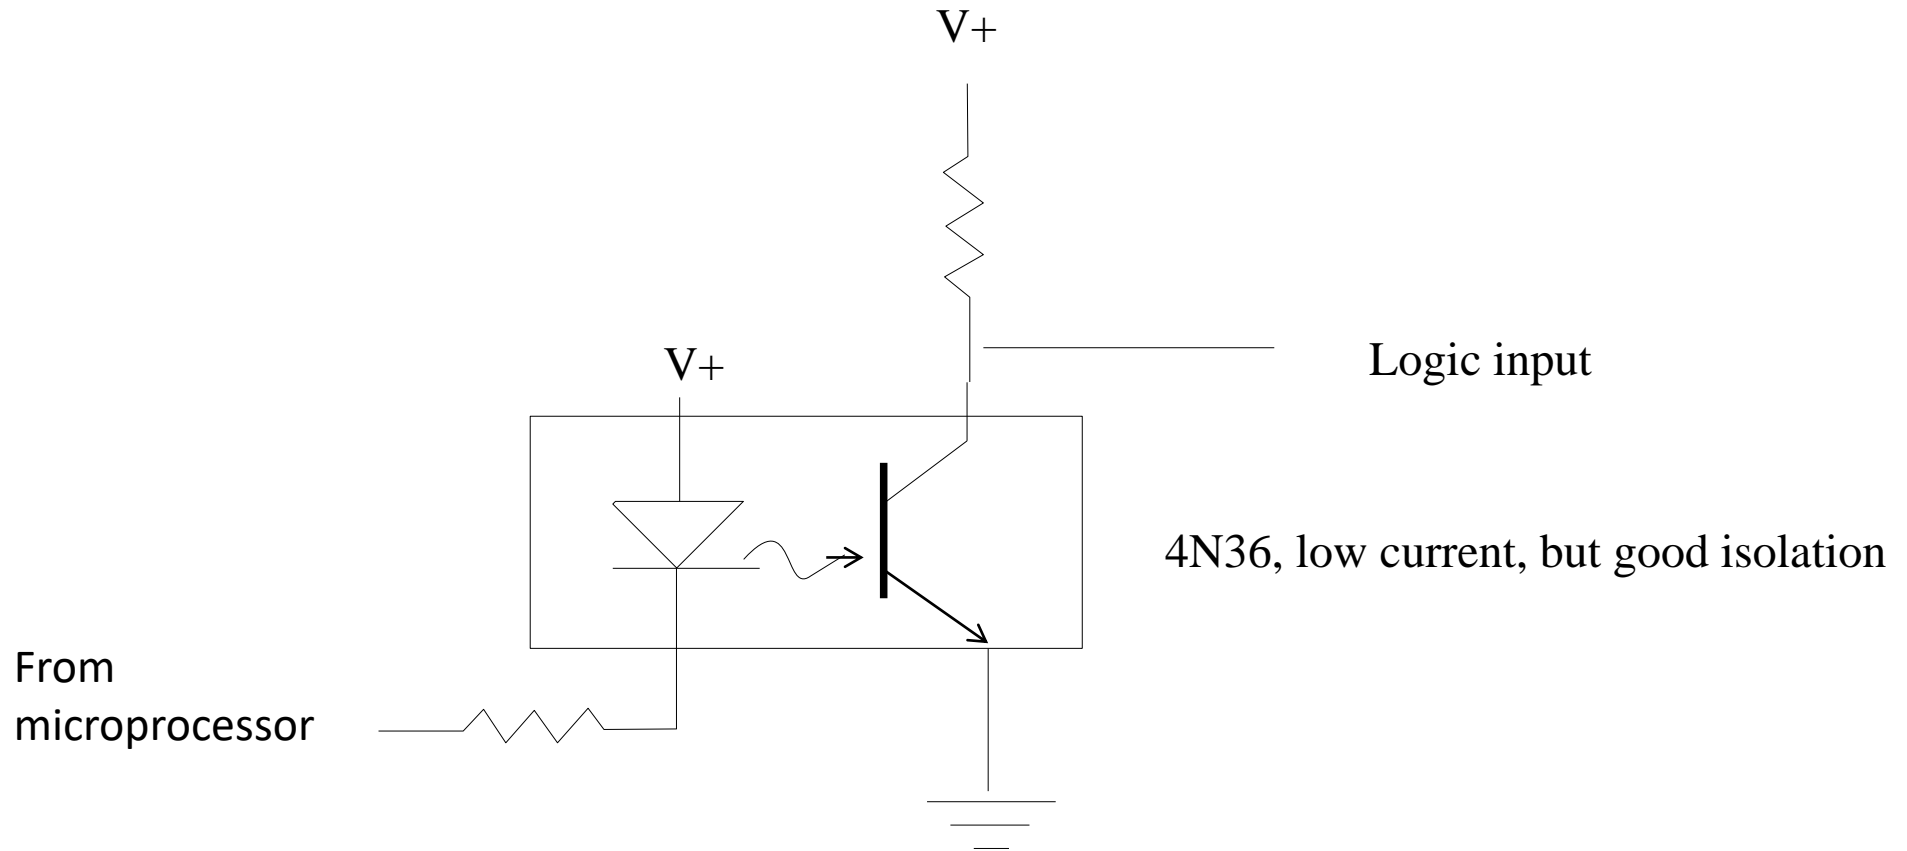 V+
V+
Logic input
4N36, low current, but good isolation
From
microprocessor